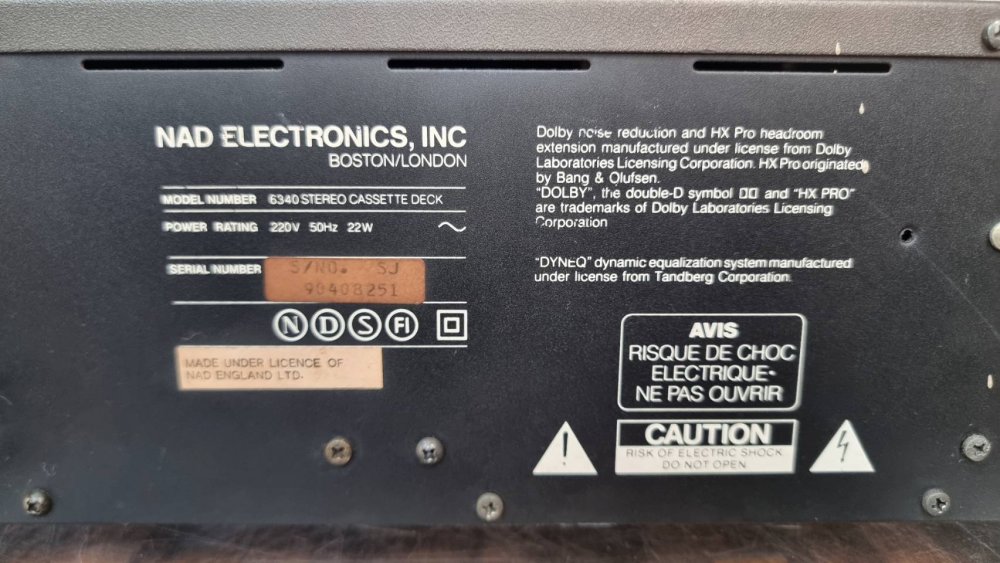 NAD ELECTRONICS, INC
BOSTON/LONDON
MODEL NUMBER 6340 STEREO CASSETTE DECK
POWER RATING 220V 50Hz 22W
SERIAL NUMBER
S/NO. SJ
90408251
N D S FI
MADE UNDER LICENCE OF
NAD ENGLAND LTD.
Dolby noise reduction and HX Pro headroom
extension manufactured under license from Dolby
Laboratories Licensing Corporation. HX Pro originated
by Bang & Olufsen.
"DOLBY", the double-D symbol and "HX PRO"
are trademarks of Dolby Laboratories Licensing
Corporation
"DYNEQ" dynamic equalization system manufactured
under license from Tandberg Corporation.
AVIS
RISQUE DE CHOC
ELECTRIQUE-
NE PAS OUVRIR
CAUTION
RISK OF ELECTRIC SHOCK
DO NOT OPEN